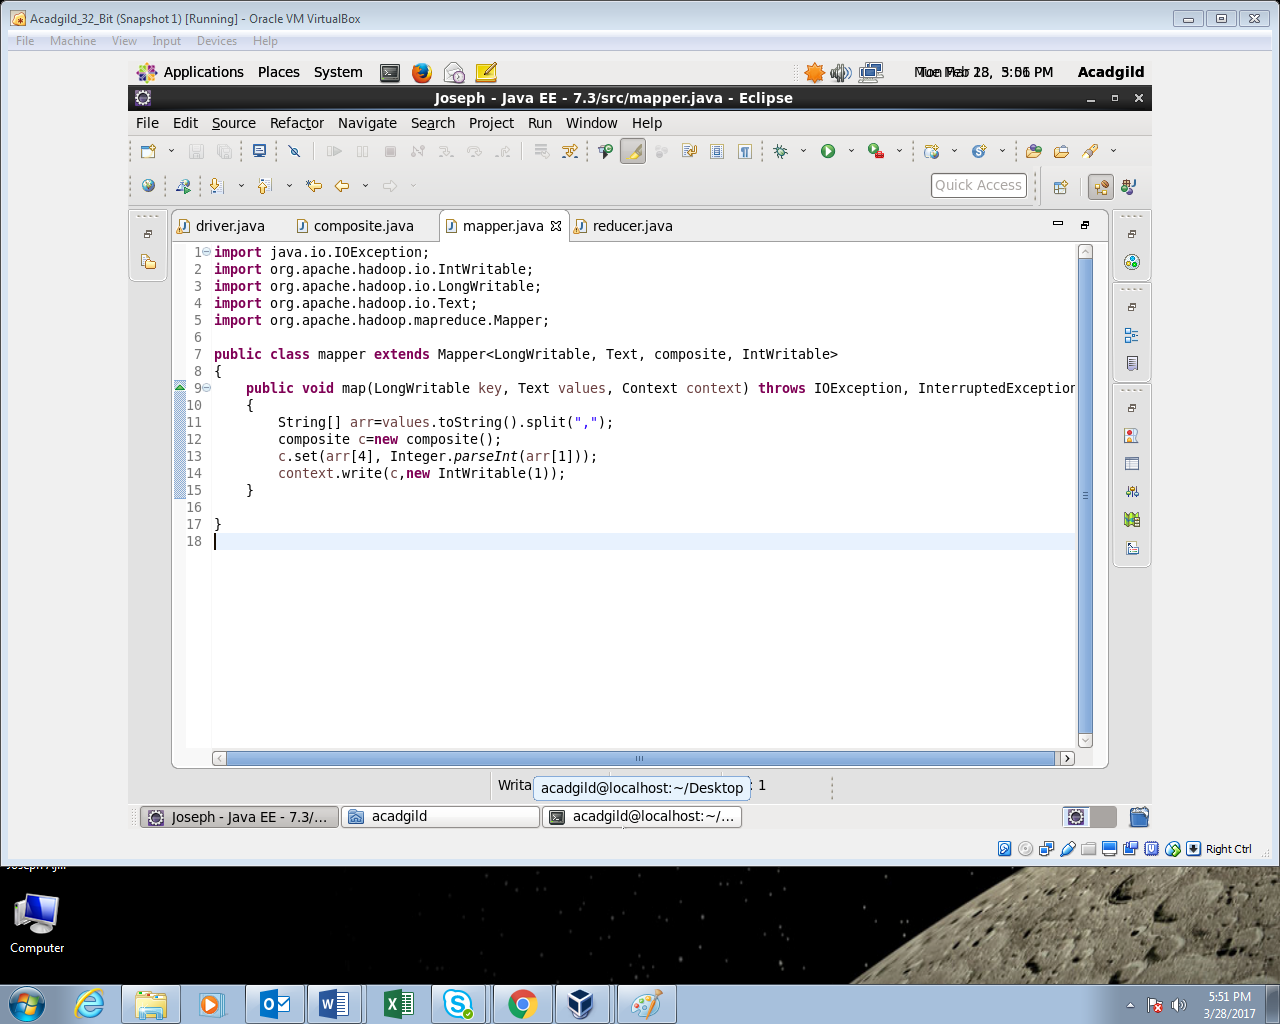 Acadgild_32_Bit (Snapshot 1) [Running] - Oracle VM VirtualBox
File Machine View Input Devices Help
Applications Places System
Acadgild
Joseph - Java EE - 7.3/src/mapper.java - Eclipse
File Edit Source Refactor Navigate Search Project Run Window Help
Quick Access
driver.java composite.java mapper.java reducer.java
1 import java.io.IOException;
2 import org.apache.hadoop.io.IntWritable;
3 import org.apache.hadoop.io.LongWritable;
4 import org.apache.hadoop.io.Text;
5 import org.apache.hadoop.mapreduce.Mapper;
6
7 public class mapper extends Mapper<LongWritable, Text, composite, IntWritable>
8 {
9 public void map(LongWritable key, Text values, Context context) throws IOException, InterruptedException
10 {
11 String[] arr=values.toString().split(",");
12 composite c=new composite();
13 c.set(arr[4], Integer.parseInt(arr[1]));
14 context.write(c,new IntWritable(1));
15 }
16
17 }
18
Writa : 1
acadgild@localhost:~/Desktop
Joseph - Java EE - 7.3/... acadgild acadgild@localhost:~/...
Right Ctrl
Computer
5:51 PM
3/28/2017